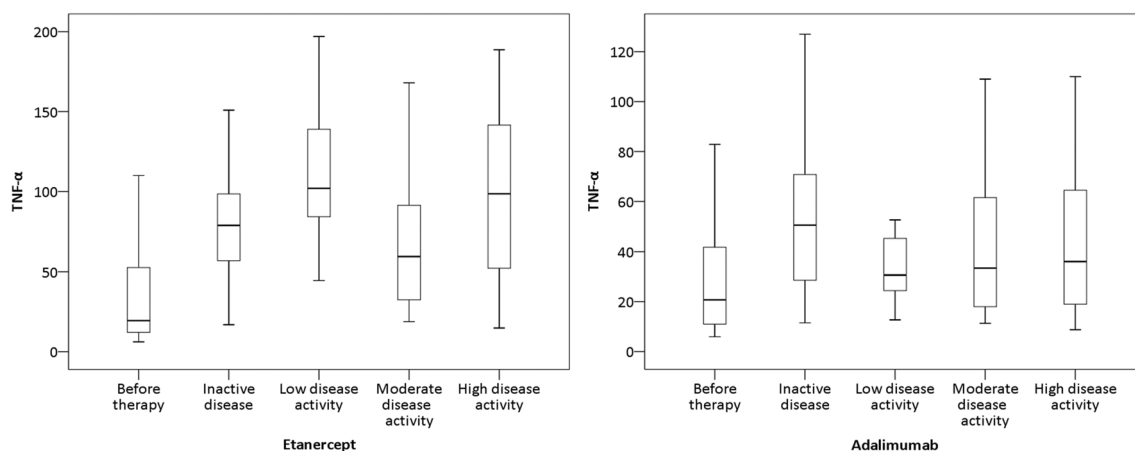 200
150
100
50
0
TNF-α
Before
therapy
Inactive
disease
Low disease
activity
Moderate
disease
activity
High disease
activity
Etanercept
120
100
80
60
40
20
0
TNF-α
Before
therapy
Inactive
disease
Low disease
activity
Moderate
disease
activity
High disease
activity
Adalimumab